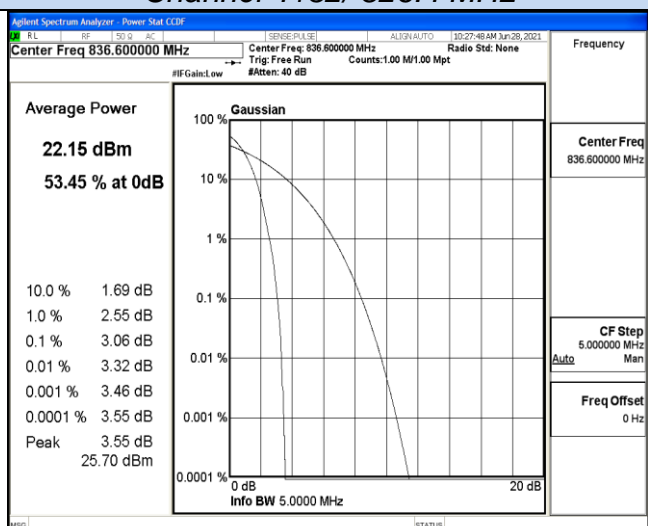 Agilent Spectrum Analyzer - Power Stat CCDF
RL RF 50 Ω AC SENSE:PULSE ALIGN AUTO 10:27:48 AM Jun 28, 2021
Center Freq 836.600000 MHz Center Freq: 836.600000 MHz Radio Std: None
Trig: Free Run Counts:1.00 M/1.00 Mpt
#IFGain:Low #Atten: 40 dB
Frequency
Average Power
22.15 dBm
53.45 % at 0dB
10.0 % 1.69 dB
1.0 % 2.55 dB
0.1 % 3.06 dB
0.01 % 3.32 dB
0.001 % 3.46 dB
0.0001 % 3.55 dB
Peak 3.55 dB
25.70 dBm
Gaussian
100 %
10 %
1 %
0.1 %
0.01 %
0.001 %
0.0001 %
0 dB 20 dB
Info BW 5.0000 MHz
Center Freq
836.600000 MHz
CF Step
5.000000 MHz
Auto Man
Freq Offset
0 Hz
MSG STATUS